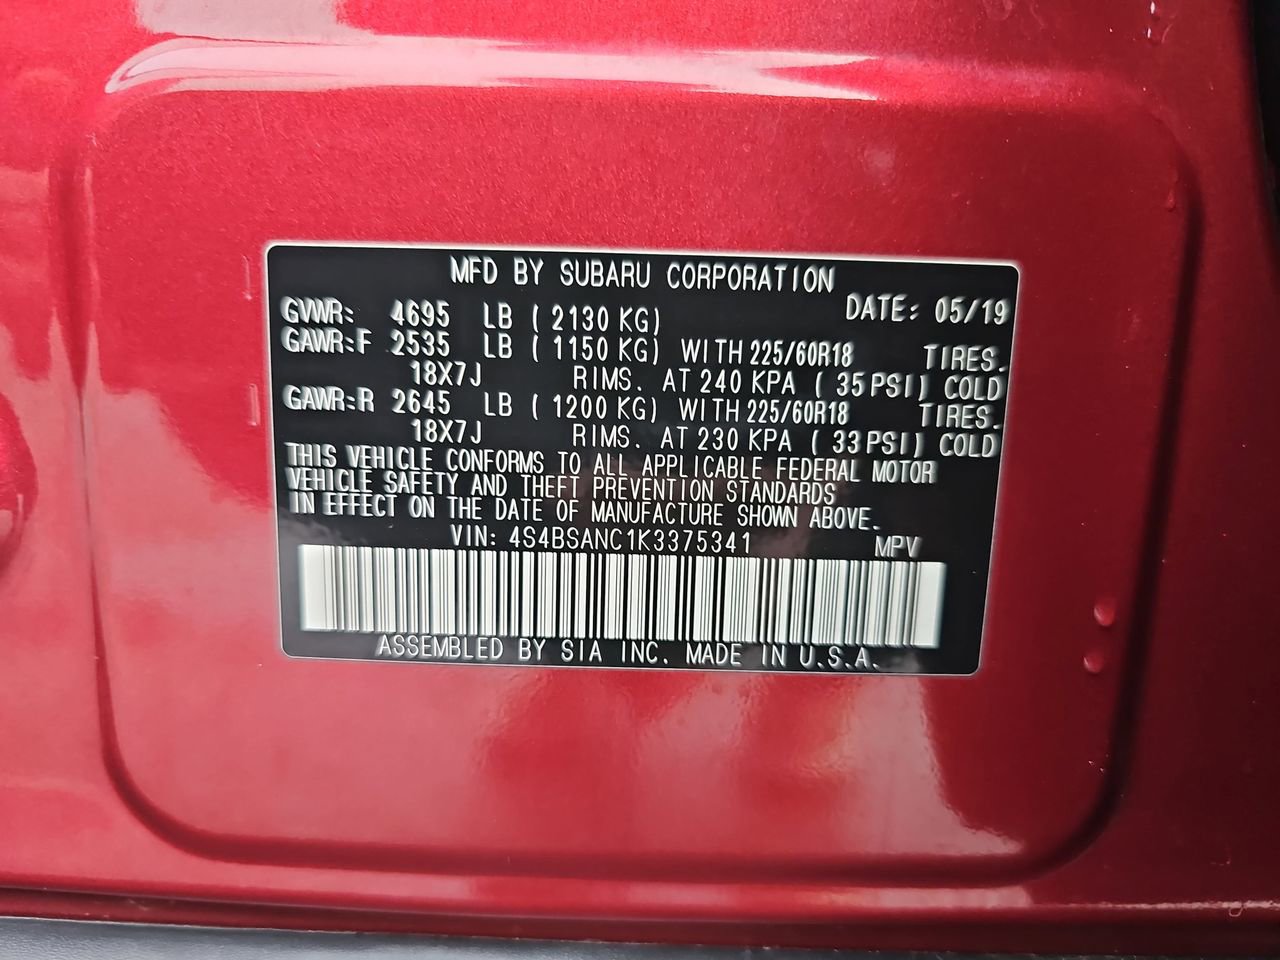 MFD BY SUBARU CORPORATION
DATE: 05/19
GVWR: 4695 LB ( 2130 KG)
GAWR:F 2535 LB ( 1150 KG) WITH 225/60R18 TIRES.
18X7J RIMS. AT 240 KPA ( 35 PSI) COLD
GAWR:R 2645 LB ( 1200 KG) WITH 225/60R18 TIRES.
18X7J RIMS. AT 230 KPA ( 33 PSI) COLD
THIS VEHICLE CONFORMS TO ALL APPLICABLE FEDERAL MOTOR
VEHICLE SAFETY AND THEFT PREVENTION STANDARDS
IN EFFECT ON THE DATE OF MANUFACTURE SHOWN ABOVE.
VIN: 4S4BSANC1K3375341 MPV
ASSEMBLED BY SIA INC. MADE IN U.S.A.